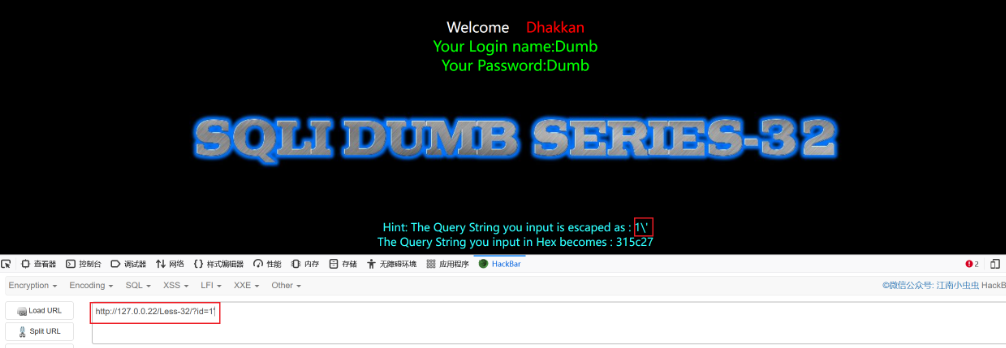 Welcome Dhakkan
Your Login name:Dumb
Your Password:Dumb
SQLI DUMB SERIES-32
Hint: The Query String you input is escaped as : 1\'
The Query String you input in Hex becomes : 315c27
查看器 控制台 调试器 网络 {} 样式编辑器 性能 内存 存储 无障碍环境 应用程序 HackBar 2
Encryption Encoding SQL XSS LFI XXE Other ©微信公众号: 江南小虫虫 HackB
Load URL http://127.0.0.22/Less-32/?id=1'
Split URL